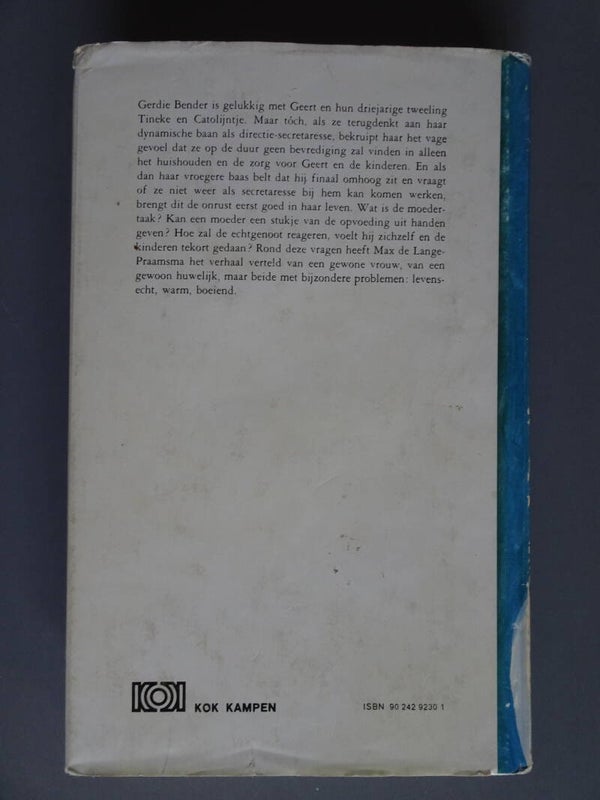 Gerdie Bender is gelukkig met Geert en hun driejarige tweeling
Tineke en Catolijntje. Maar tóch, als ze terugdenkt aan haar
dynamische baan als directie-secretaresse, bekruipt haar het vage
gevoel dat ze op de duur geen bevrediging zal vinden in alleen
het huishouden en de zorg voor Geert en de kinderen. En als
dan haar vroegere baas belt dat hij finaal omhoog zit en vraagt
of ze niet weer als secretaresse bij hem kan komen werken,
brengt dit de onrust eerst goed in haar leven. Wat is de moeder-
taak? Kan een moeder een stukje van de opvoeding uit handen
geven? Hoe zal de echtgenoot reageren, voelt hij zichzelf en de
kinderen tekort gedaan? Rond deze vragen heeft Max de Lange-
Praamsma het verhaal verteld van een gewone vrouw, van een
gewoon huwelijk, maar beide met bijzondere problemen: levens-
echt, warm, boeiend.
KOK KAMPEN
ISBN 90 242 9230 1